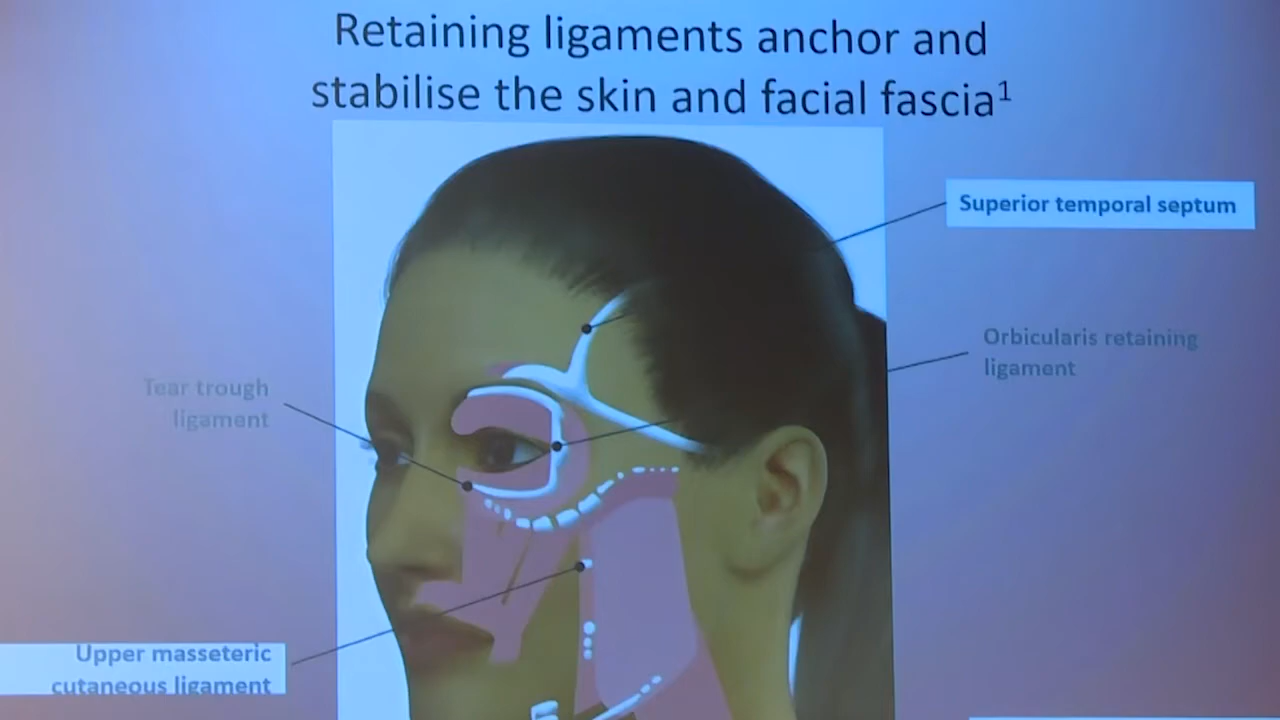 Retaining ligaments anchor and
stabilise the skin and facial fascia¹
Superior temporal septum
Orbicularis retaining
ligament
Tear trough
ligament
Upper masseteric
cutaneous ligament